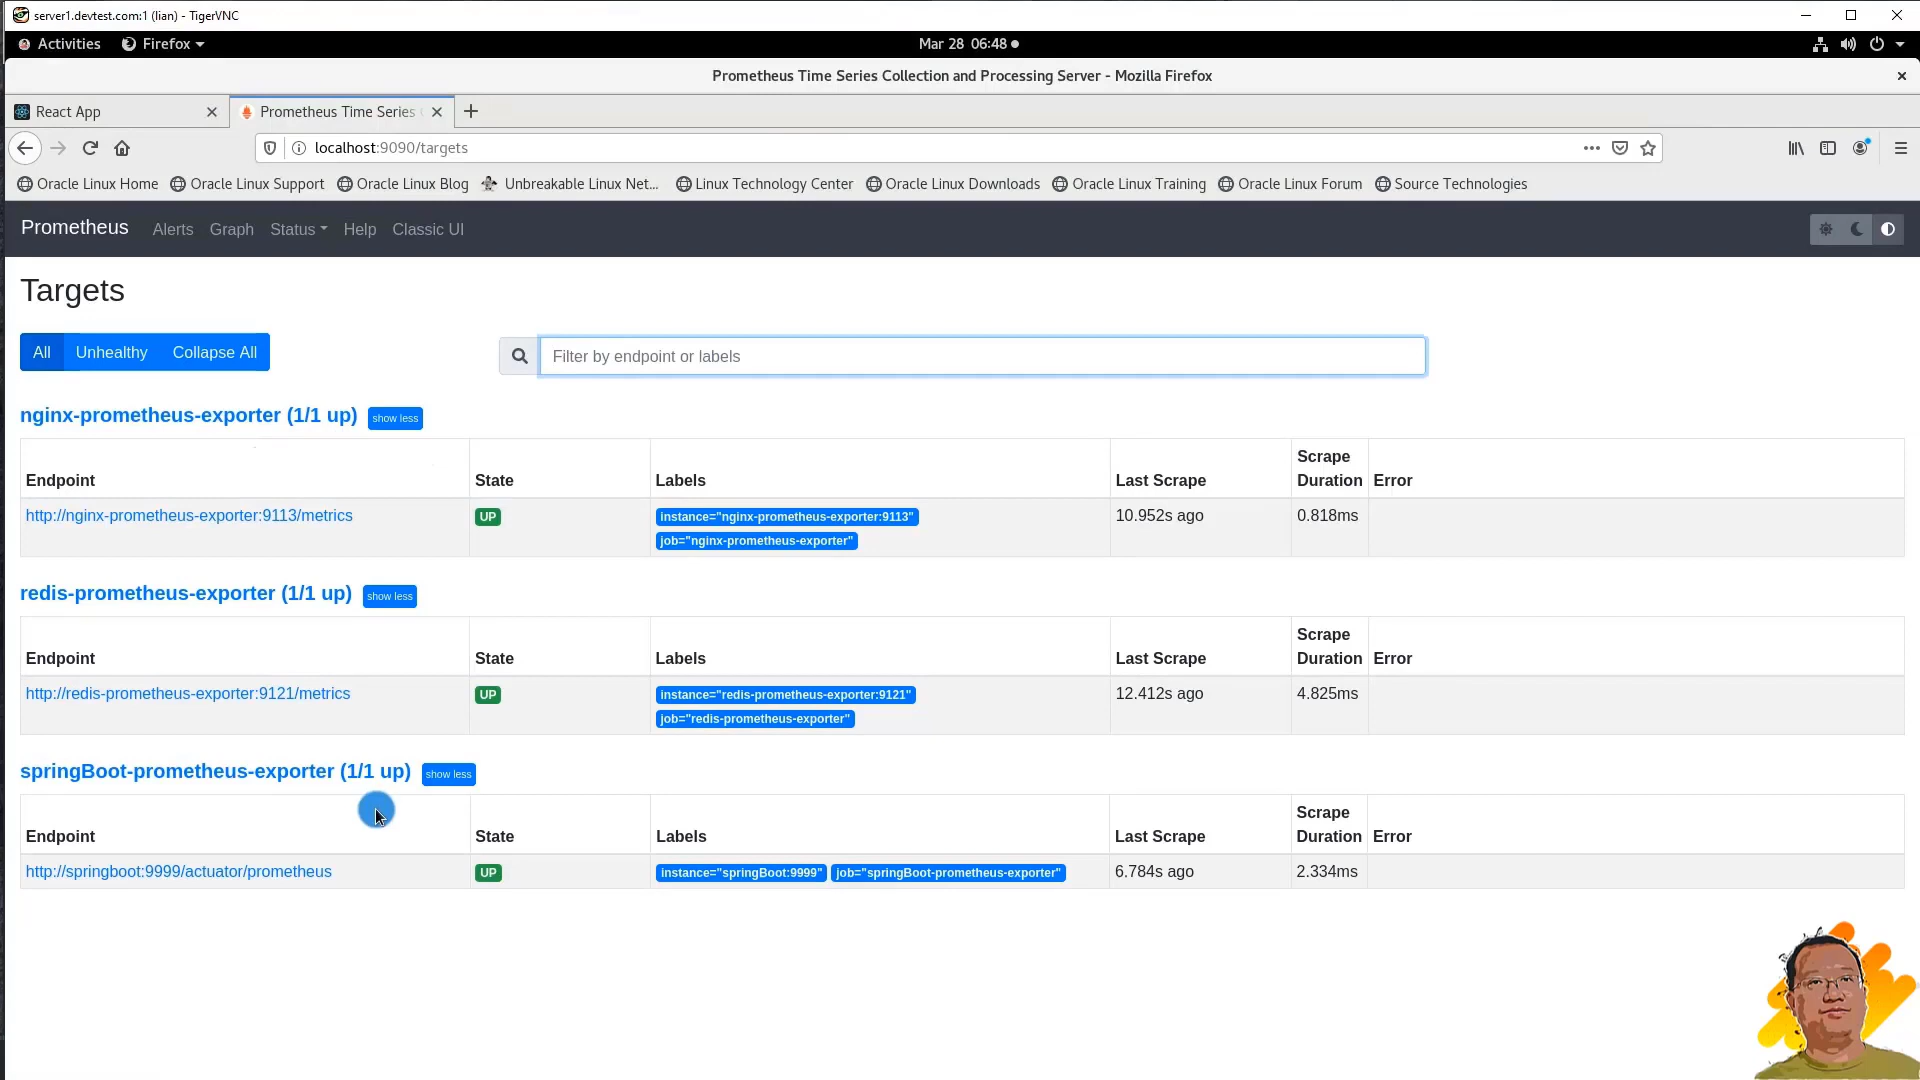 server1.devtest.com:1 (lian) - TigerVNC
Activities Firefox Mar 28 06:48
Prometheus Time Series Collection and Processing Server - Mozilla Firefox
React App Prometheus Time Series
localhost:9090/targets
Oracle Linux Home Oracle Linux Support Oracle Linux Blog Unbreakable Linux Net... Linux Technology Center Oracle Linux Downloads Oracle Linux Training Oracle Linux Forum Source Technologies
Prometheus Alerts Graph Status Help Classic UI
Targets
All Unhealthy Collapse All Filter by endpoint or labels
nginx-prometheus-exporter (1/1 up) show less
Endpoint State Labels Last Scrape Scrape Duration Error
http://nginx-prometheus-exporter:9113/metrics UP instance="nginx-prometheus-exporter:9113" 10.952s ago 0.818ms
job="nginx-prometheus-exporter"
redis-prometheus-exporter (1/1 up) show less
Endpoint State Labels Last Scrape Scrape Duration Error
http://redis-prometheus-exporter:9121/metrics UP instance="redis-prometheus-exporter:9121" 12.412s ago 4.825ms
job="redis-prometheus-exporter"
springBoot-prometheus-exporter (1/1 up) show less
Endpoint State Labels Last Scrape Scrape Duration Error
http://springboot:9999/actuator/prometheus UP instance="springBoot:9999" job="springBoot-prometheus-exporter" 6.784s ago 2.334ms